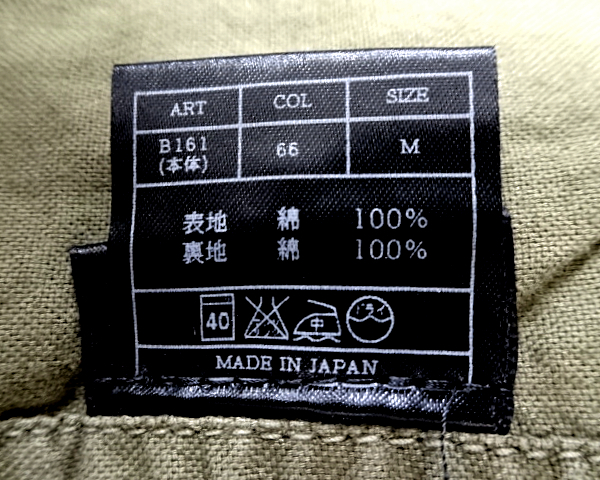 ART COL SIZE
B161 66 M
(本体)
表地 綿 100%
裏地 綿 100%
40 中
MADE IN JAPAN